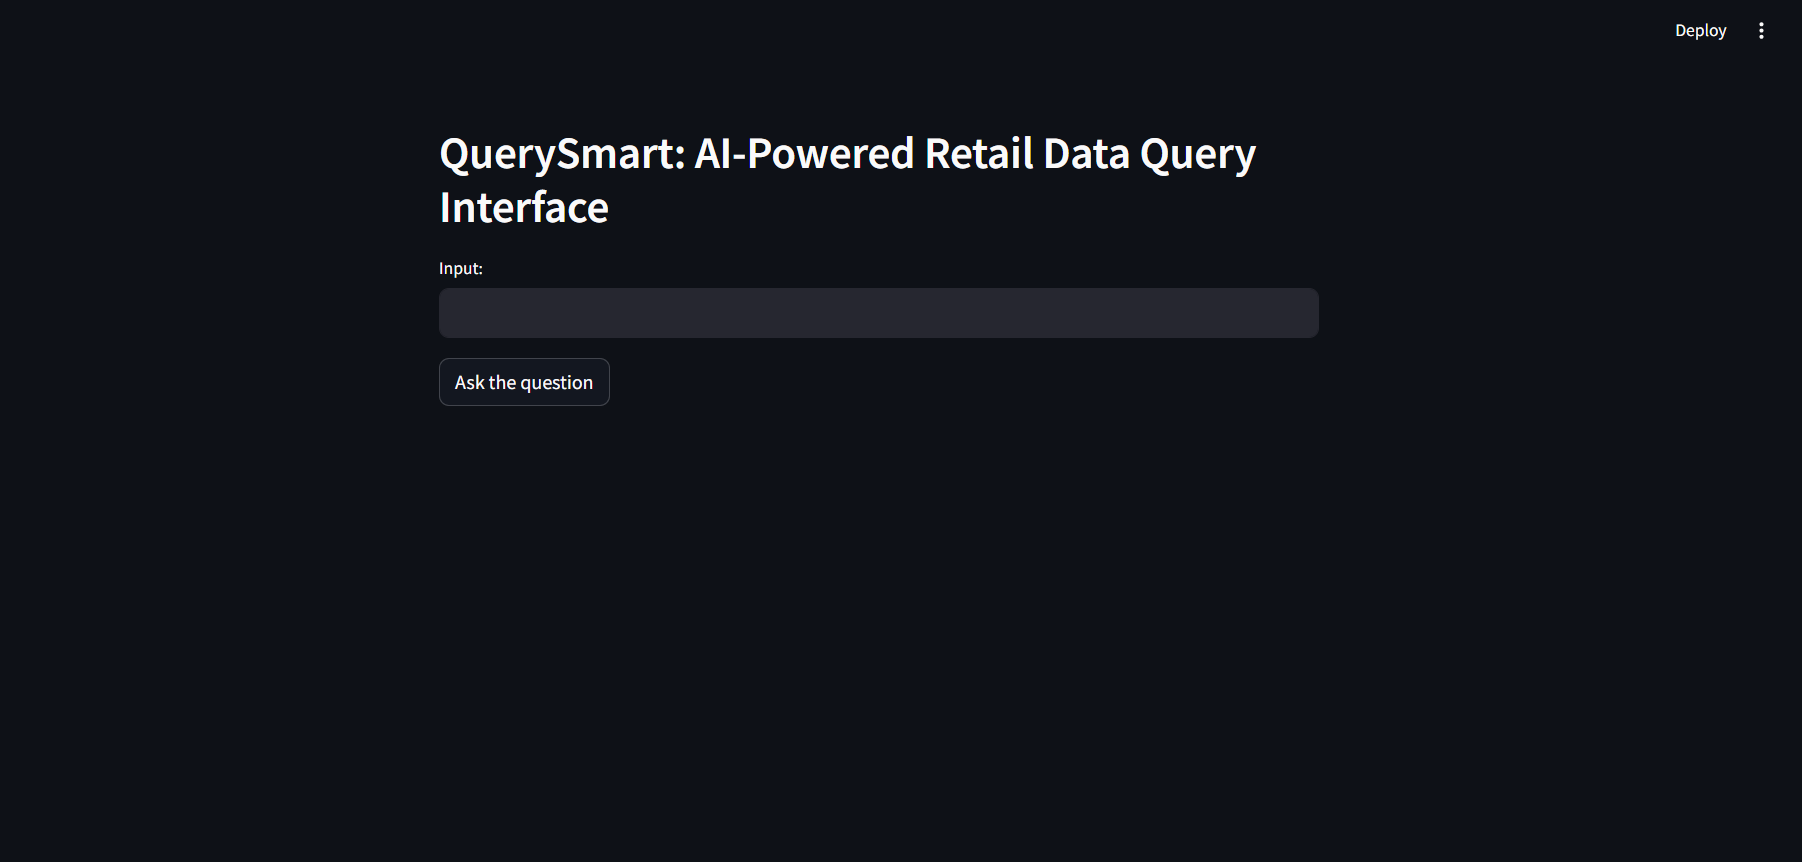 Deploy
QuerySmart: AI-Powered Retail Data Query
Interface
Input:
Ask the question